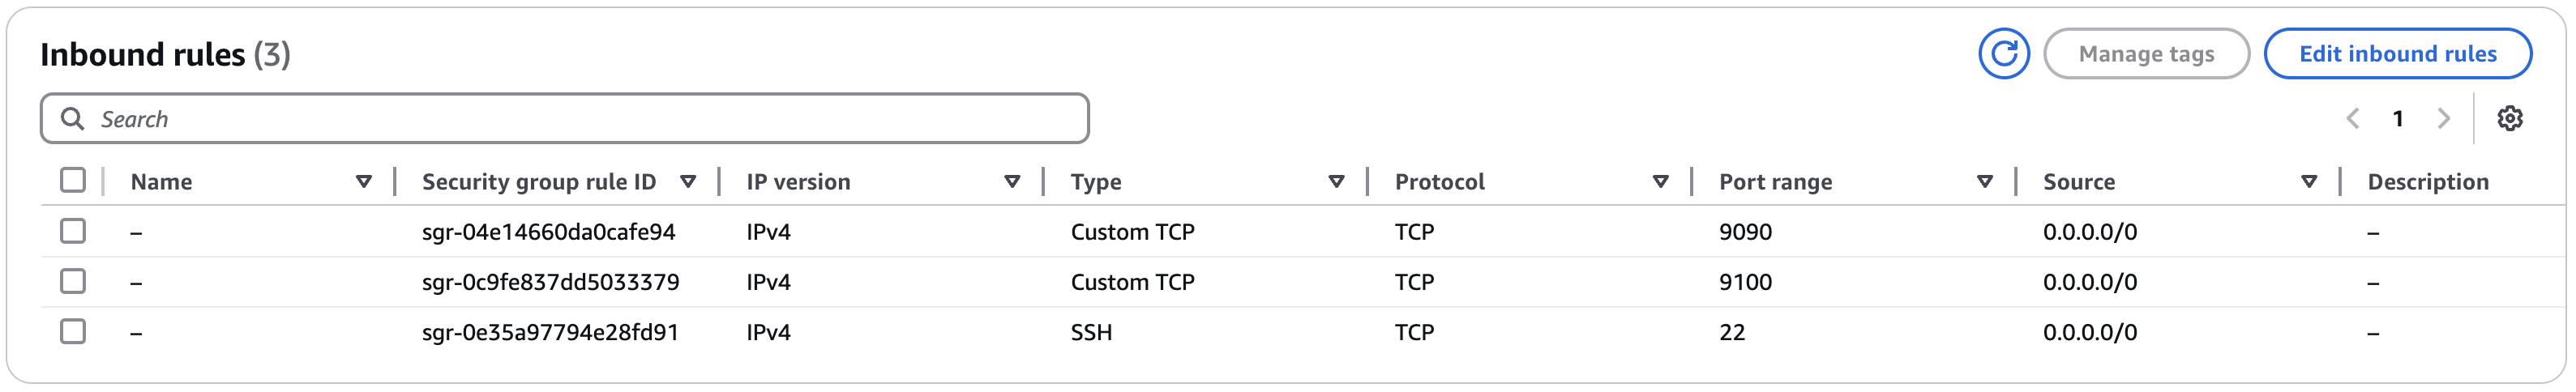 Inbound rules (3)
Manage tags
Edit inbound rules
Search
1
Name Security group rule ID IP version Type Protocol Port range Source Description
– sgr-04e14660da0cafe94 IPv4 Custom TCP TCP 9090 0.0.0.0/0 –
– sgr-0c9fe837dd5033379 IPv4 Custom TCP TCP 9100 0.0.0.0/0 –
– sgr-0e35a97794e28fd91 IPv4 SSH TCP 22 0.0.0.0/0 –